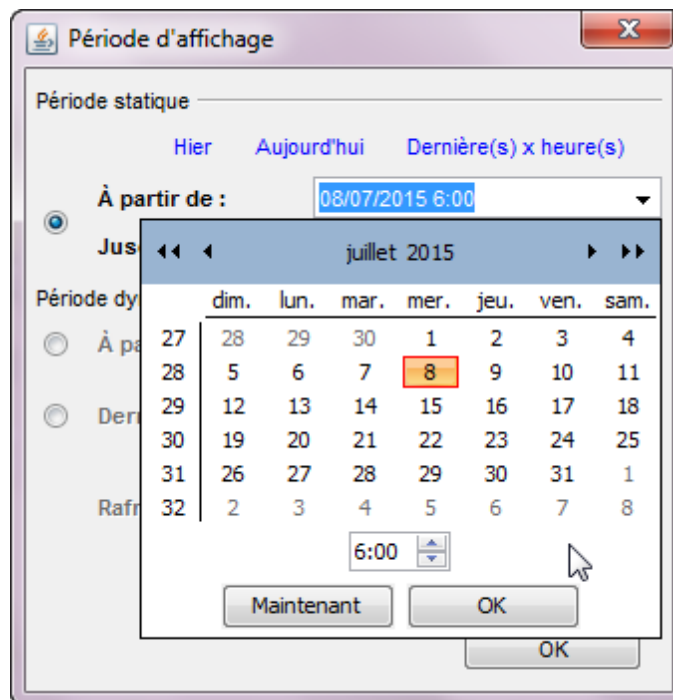 Période d'affichage
Période statique
Hier Aujourd'hui Dernière(s) x heure(s)
À partir de : 08/07/2015 6:00
Jus
juillet 2015
Période dy
dim. lun. mar. mer. jeu. ven. sam.
À pa
27 28 29 30 1 2 3 4
28 5 6 7 8 9 10 11
Der
29 12 13 14 15 16 17 18
30 19 20 21 22 23 24 25
31 26 27 28 29 30 31 1
Rafr
32 2 3 4 5 6 7 8
6:00
Maintenant OK
OK